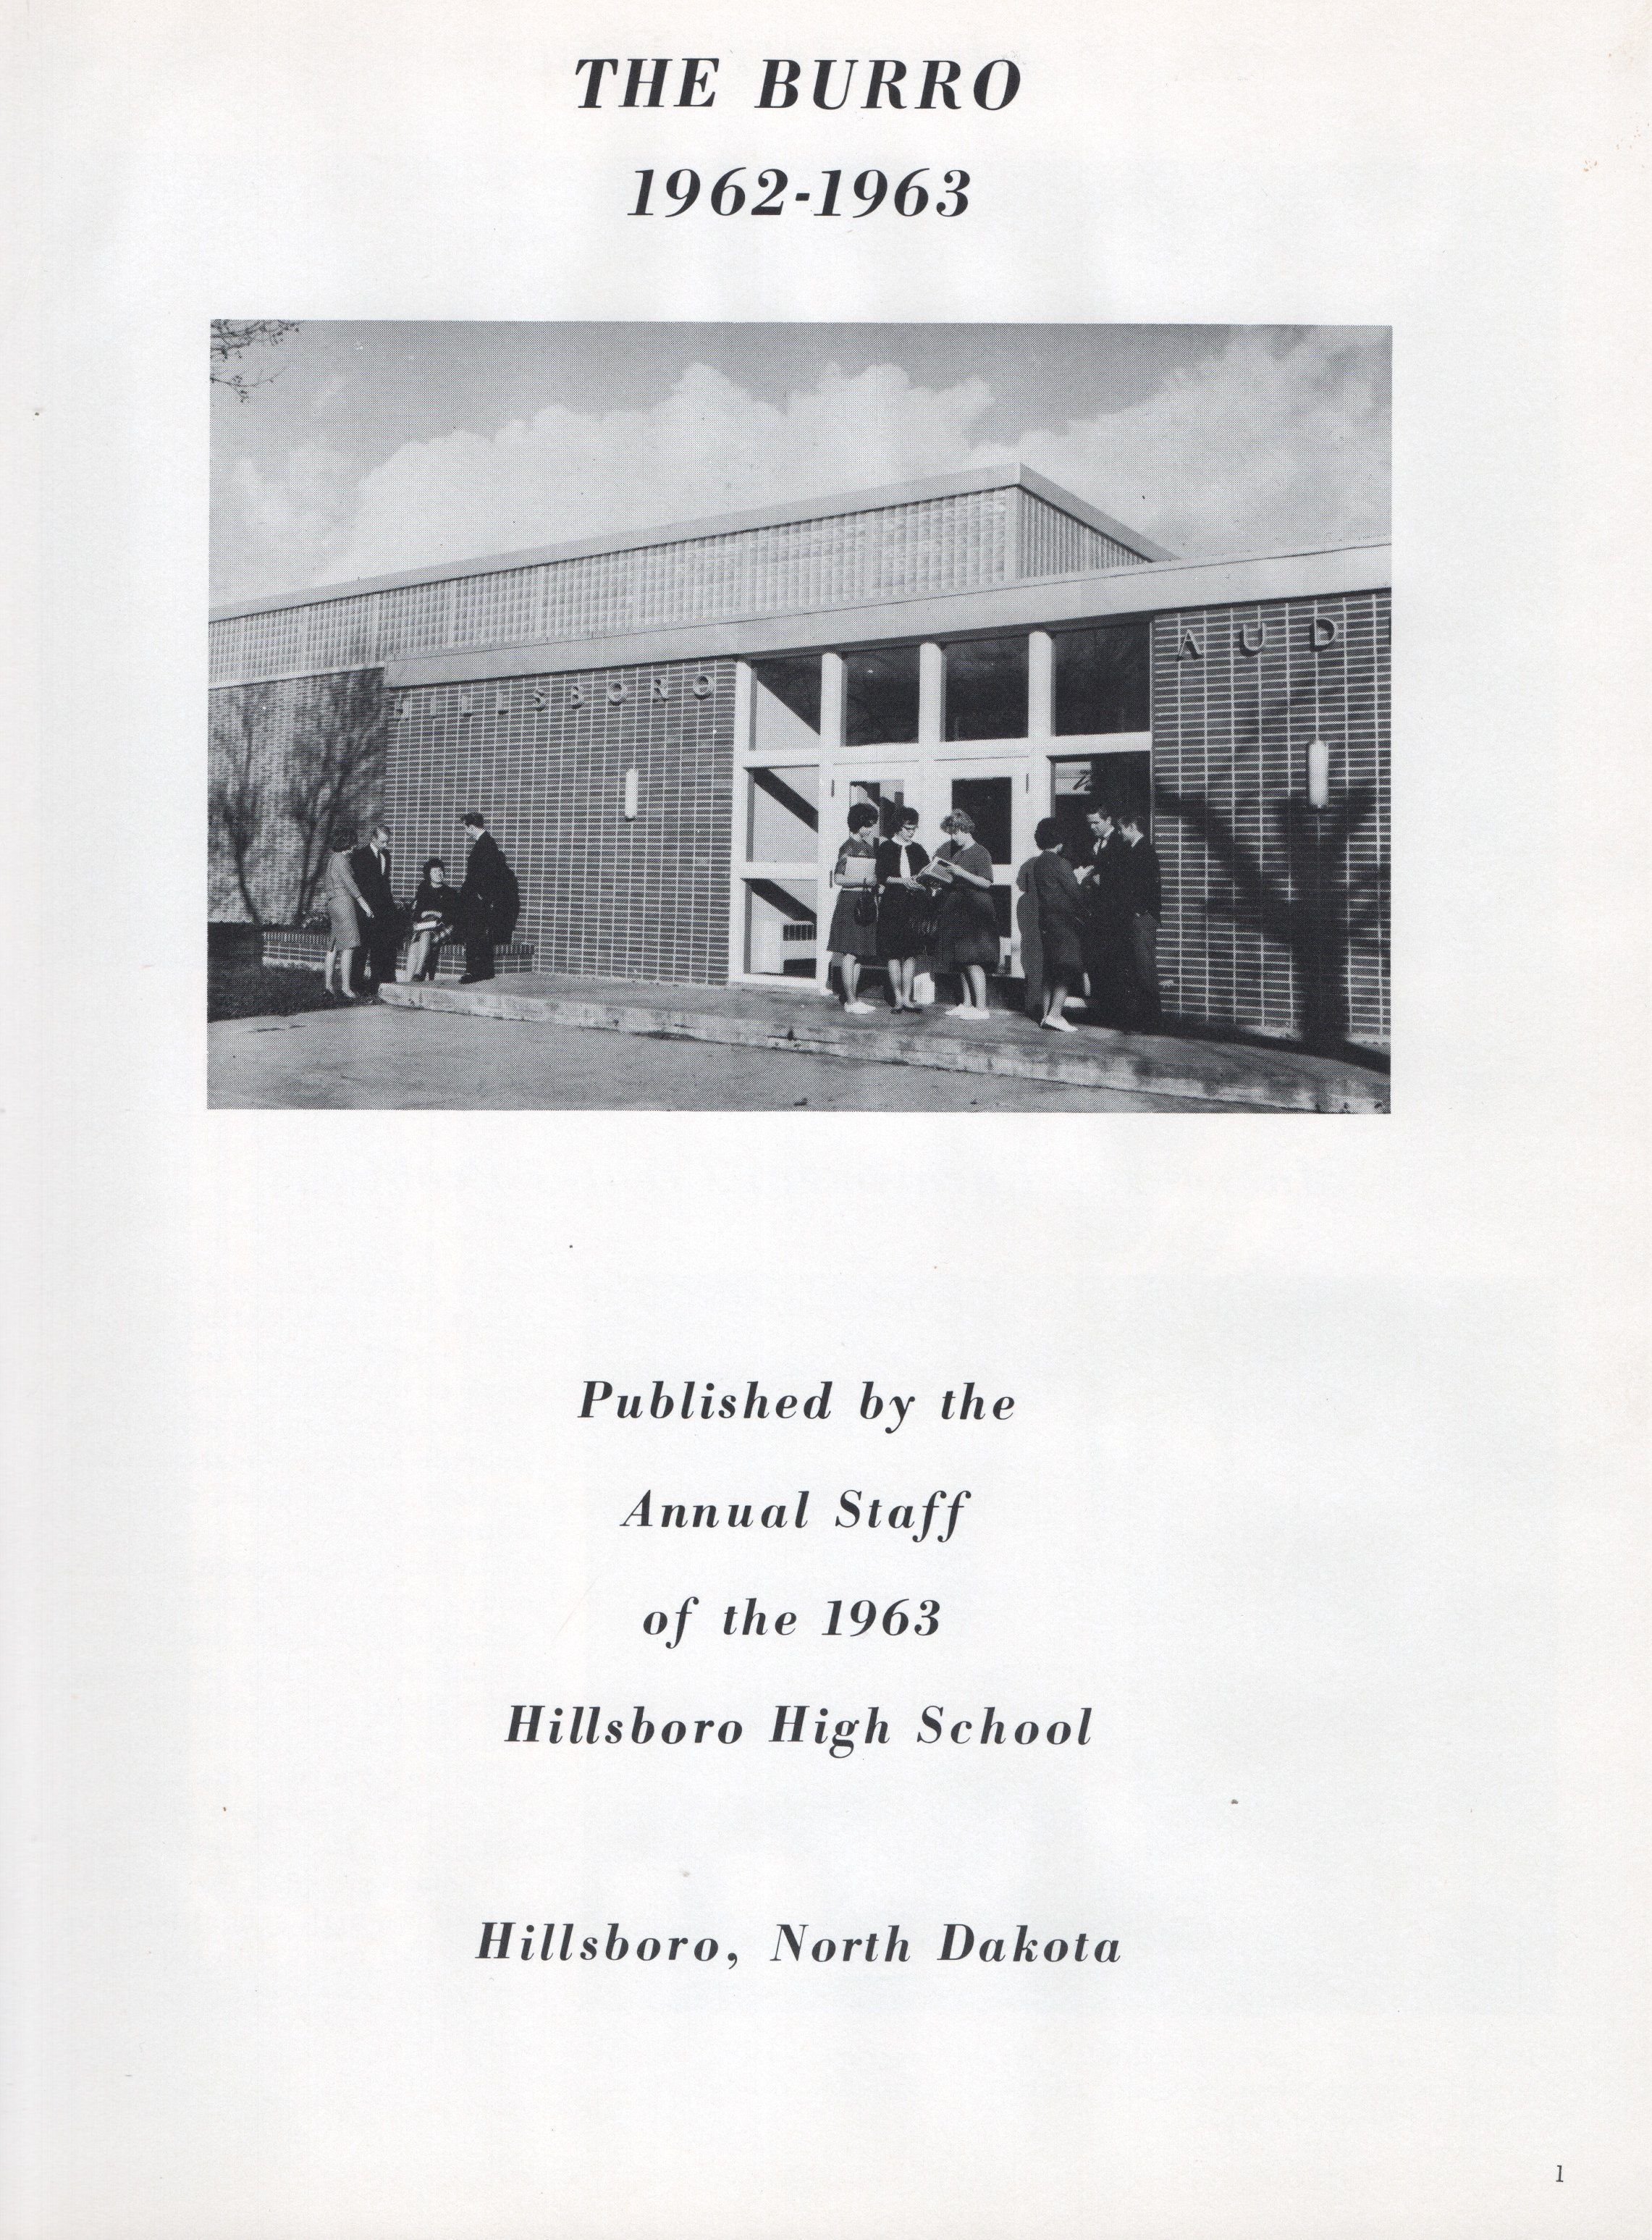 THE BURRO
1962-1963
HILLSBORO
AUD
Published by the
Annual Staff
of the 1963
Hillsboro High School
Hillsboro, North Dakota
1